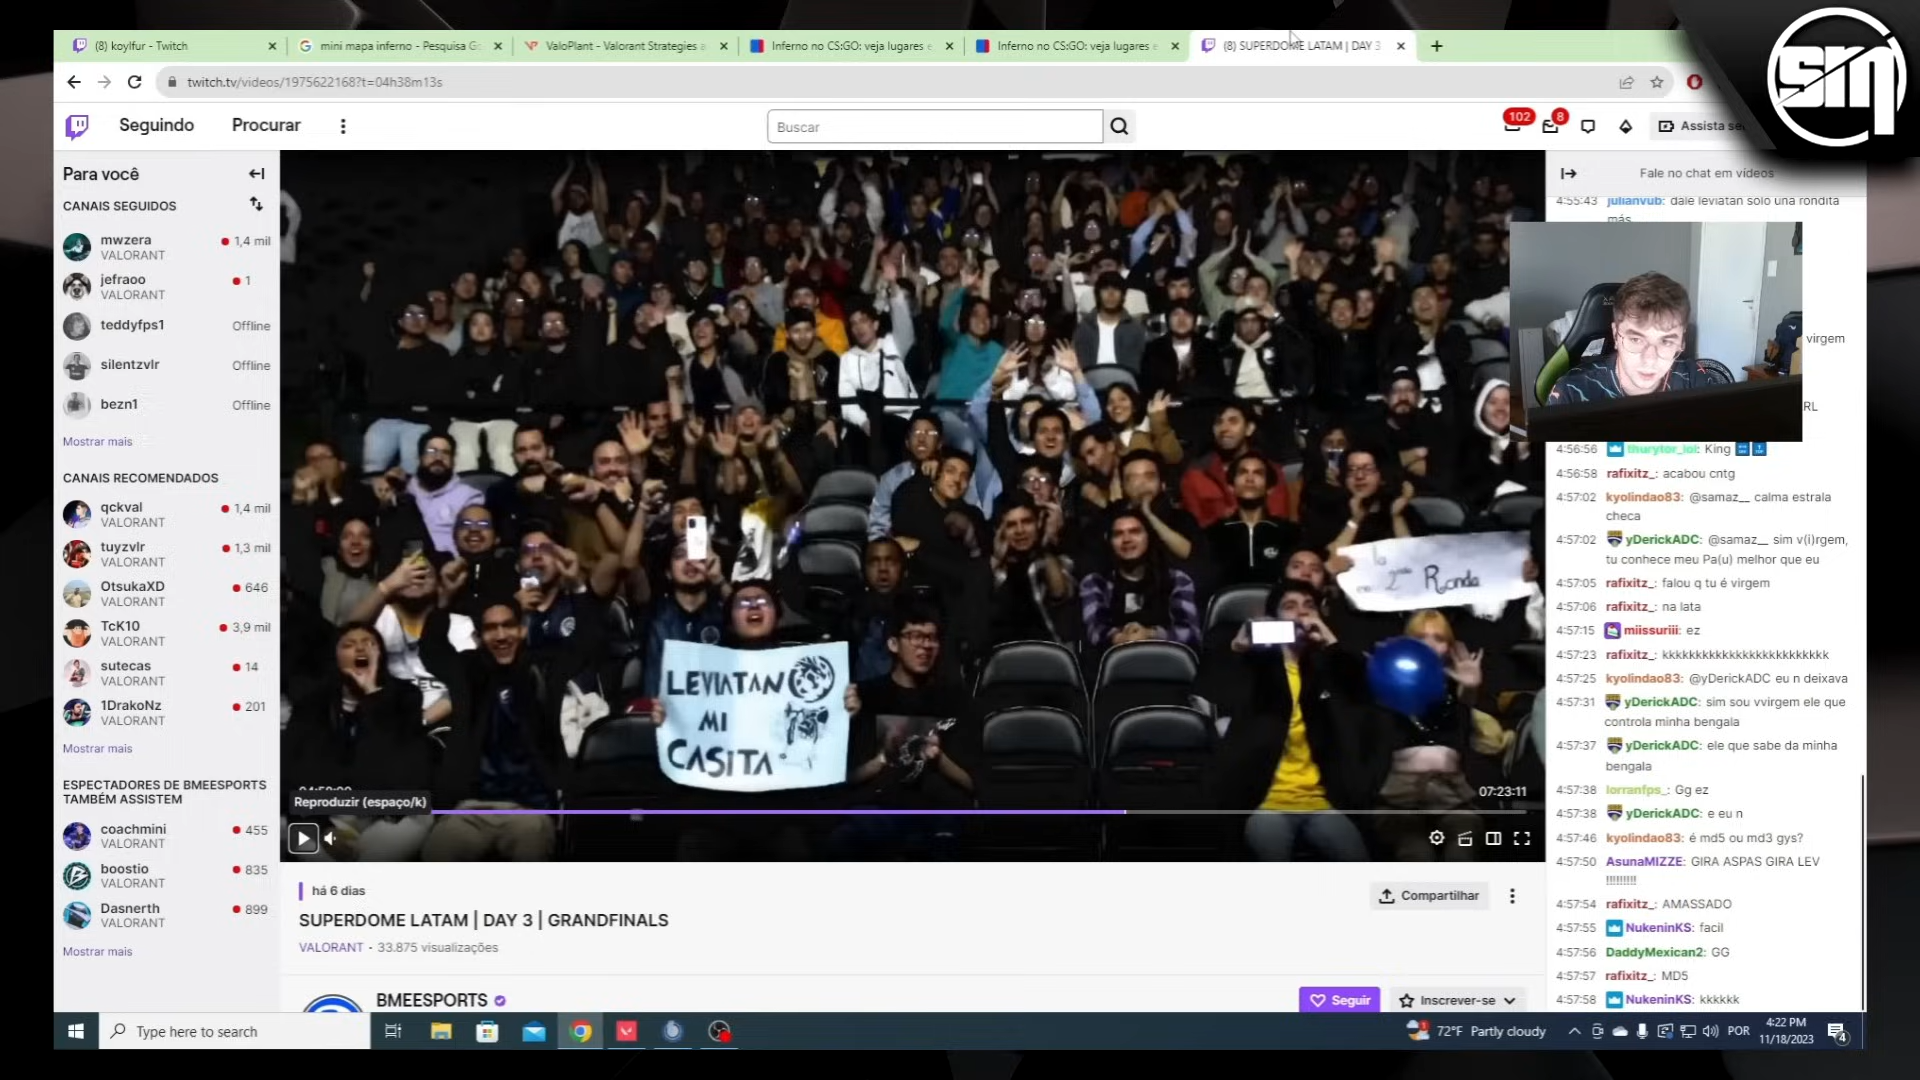 (8) koylfur - Twitch
mini mapa inferno - Pesquisa Go
ValoPlant - Valorant Strategies a
Inferno no CS:GO: veja lugares e
Inferno no CS:GO: veja lugares e
(8) SUPERDOME LATAM | DAY 3
SM
twitch.tv/videos/1975622168?t=04h38m13s
Seguindo
Procurar
Buscar
102
8
Assista se
Para você
CANAIS SEGUIDOS
mwzera
1,4 mil
VALORANT
jefraoo
1
VALORANT
teddyfps1
Offline
silentzvlr
Offline
bezn1
Offline
Mostrar mais
CANAIS RECOMENDADOS
qckval
1,4 mil
VALORANT
tuyzvlr
1,3 mil
VALORANT
OtsukaXD
646
VALORANT
TcK10
3,9 mil
VALORANT
sutecas
14
VALORANT
1DrakoNz
201
VALORANT
Mostrar mais
ESPECTADORES DE BMEESPORTS
TAMBÉM ASSISTEM
coachmini
455
VALORANT
boostio
835
VALORANT
Dasnerth
899
VALORANT
Mostrar mais
2da Ronda
LEVIATAN
MI
CASITA
Reproduzir (espaço/k)
07:23:11
há 6 dias
SUPERDOME LATAM | DAY 3 | GRANDFINALS
VALORANT • 33.875 visualizações
Compartilhar
BMEESPORTS
Seguir
Inscrever-se
Fale no chat em vídeos
4:55:43 julianvub: dale leviatan solo una rondita
más
virgem
RL
4:56:56 thurytor_lol: King
4:56:58 rafixitz_: acabou cntg
4:57:02 kyolindao83: @samaz__ calma estrala
checa
4:57:02 yDerickADC: @samaz__ sim v(i)rgem,
tu conhece meu Pa(u) melhor que eu
4:57:05 rafixitz_: falou q tu é virgem
4:57:06 rafixitz_: na lata
4:57:15 miissuriii: ez
4:57:23 rafixitz_: kkkkkkkkkkkkkkkkkkkkkkkkk
4:57:25 kyolindao83: @yDerickADC eu n deixava
4:57:31 yDerickADC: sim sou vvirgem ele que
controla minha bengala
4:57:37 yDerickADC: ele que sabe da minha
bengala
4:57:38 lorranfps_: Gg ez
4:57:38 yDerickADC: e eu n
4:57:46 kyolindao83: é md5 ou md3 gys?
4:57:50 AsunaMIZZE: GIRA ASPAS GIRA LEV
!!!!!!!!!
4:57:54 rafixitz_: AMASSADO
4:57:55 NukeninKS: facil
4:57:56 DaddyMexican2: GG
4:57:57 rafixitz_: MD5
4:57:58 NukeninKS: kkkkkk
Type here to search
72°F Partly cloudy
POR
4:22 PM
11/18/2023
4